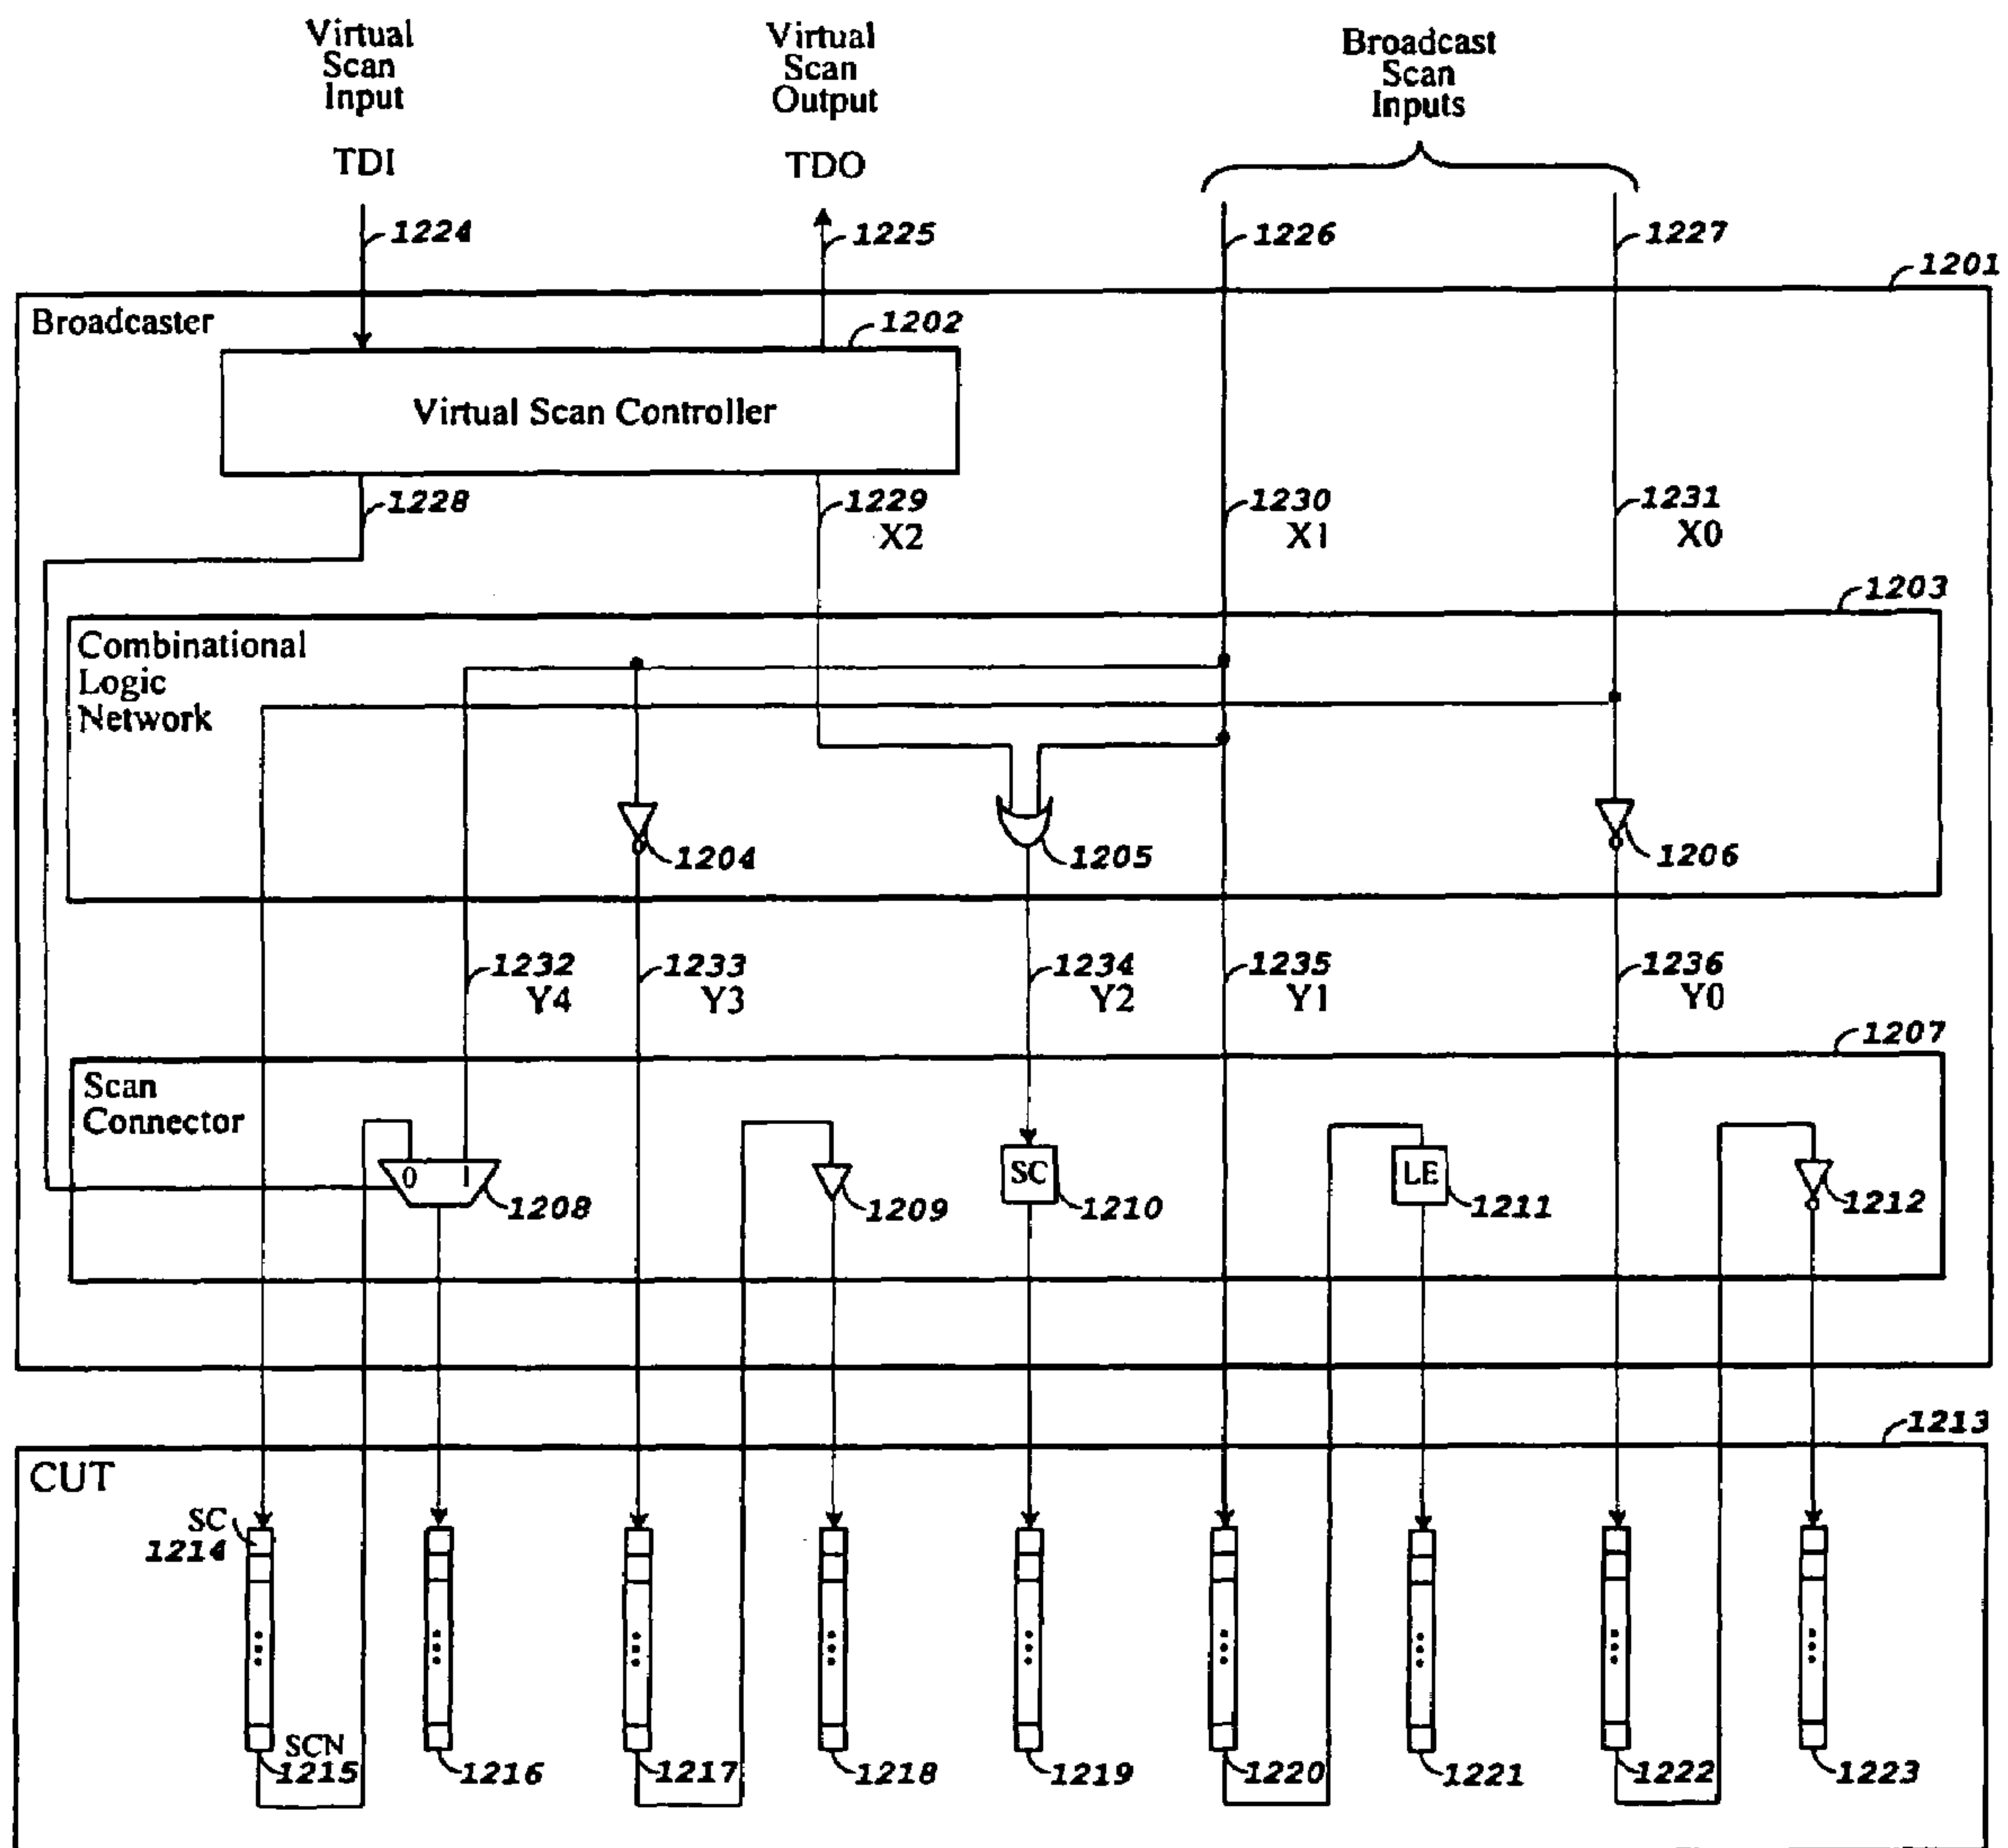 Virtual
Scan
Input
Virtual
Scan
Output
Broadcast
Scan
Inputs
TDI
TDO
1224
1225
1226
1227
1201
Broadcaster
1202
Virtual Scan Controller
1228
1229
X2
1230
X1
1231
X0
1203
Combinational
Logic
Network
1204
1205
1206
1232
Y4
1233
Y3
1234
Y2
1235
Y1
1236
Y0
1207
Scan
Connector
0
1
1208
1209
SC
1210
LE
1211
1212
1213
CUT
SC
1214
SCN
1215
1216
1217
1218
1219
1220
1221
1222
1223